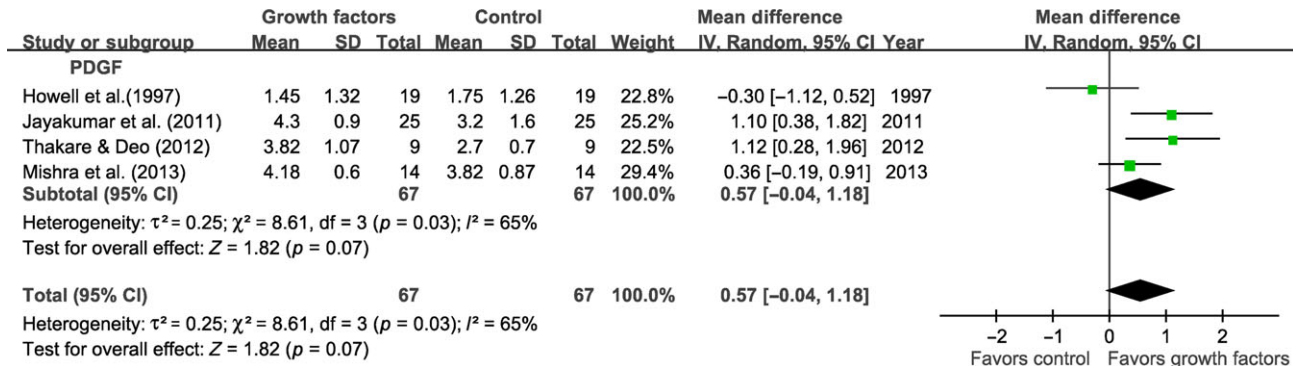 Growth factors Control Mean difference Mean difference
Study or subgroup Mean SD Total Mean SD Total Weight IV, Random, 95% CI Year IV, Random, 95% CI
PDGF
Howell et al.(1997) 1.45 1.32 19 1.75 1.26 19 22.8% −0.30 [−1.12, 0.52] 1997
Jayakumar et al. (2011) 4.3 0.9 25 3.2 1.6 25 25.2% 1.10 [0.38, 1.82] 2011
Thakare & Deo (2012) 3.82 1.07 9 2.7 0.7 9 22.5% 1.12 [0.28, 1.96] 2012
Mishra et al. (2013) 4.18 0.6 14 3.82 0.87 14 29.4% 0.36 [−0.19, 0.91] 2013
Subtotal (95% CI) 67 67 100.0% 0.57 [−0.04, 1.18]
Heterogeneity: τ² = 0.25; χ² = 8.61, df = 3 (p = 0.03); I² = 65%
Test for overall effect: Z = 1.82 (p = 0.07)
Total (95% CI) 67 67 100.0% 0.57 [−0.04, 1.18]
Heterogeneity: τ² = 0.25; χ² = 8.61, df = 3 (p = 0.03); I² = 65%
Test for overall effect: Z = 1.82 (p = 0.07)
−2 −1 0 1 2
Favors control Favors growth factors